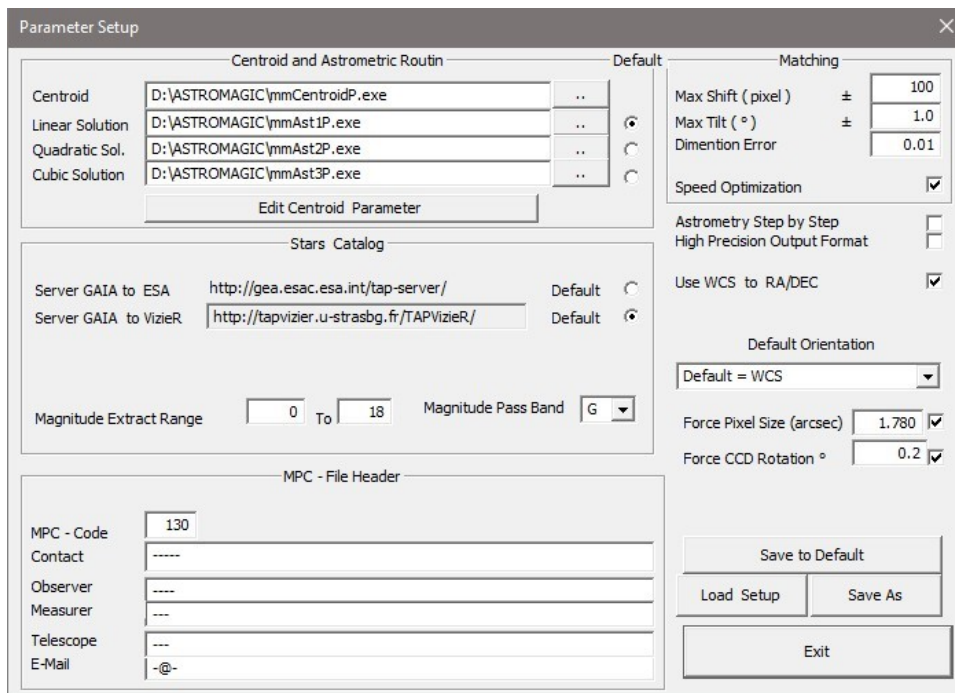 Parameter Setup
Centroid and Astrometric Routin
Default
Centroid
D:\ASTROMAGIC\mmCentroidP.exe
..
Linear Solution
D:\ASTROMAGIC\mmAst1P.exe
..
Quadratic Sol.
D:\ASTROMAGIC\mmAst2P.exe
..
Cubic Solution
D:\ASTROMAGIC\mmAst3P.exe
..
Edit Centroid Parameter
Stars Catalog
Server GAIA to ESA
http://gea.esac.esa.int/tap-server/
Default
Server GAIA to VizieR
http://tapvizier.u-strasbg.fr/TAPVizieR/
Default
Magnitude Extract Range
0
To
18
Magnitude Pass Band
G
MPC - File Header
MPC - Code
130
Contact
-----
Observer
----
Measurer
---
Telescope
---
E-Mail
-@-
Matching
Max Shift ( pixel )
±
100
Max Tilt ( ° )
±
1.0
Dimention Error
0.01
Speed Optimization
Astrometry Step by Step
High Precision Output Format
Use WCS to RA/DEC
Default Orientation
Default = WCS
Force Pixel Size (arcsec)
1.780
Force CCD Rotation °
0.2
Save to Default
Load Setup
Save As
Exit